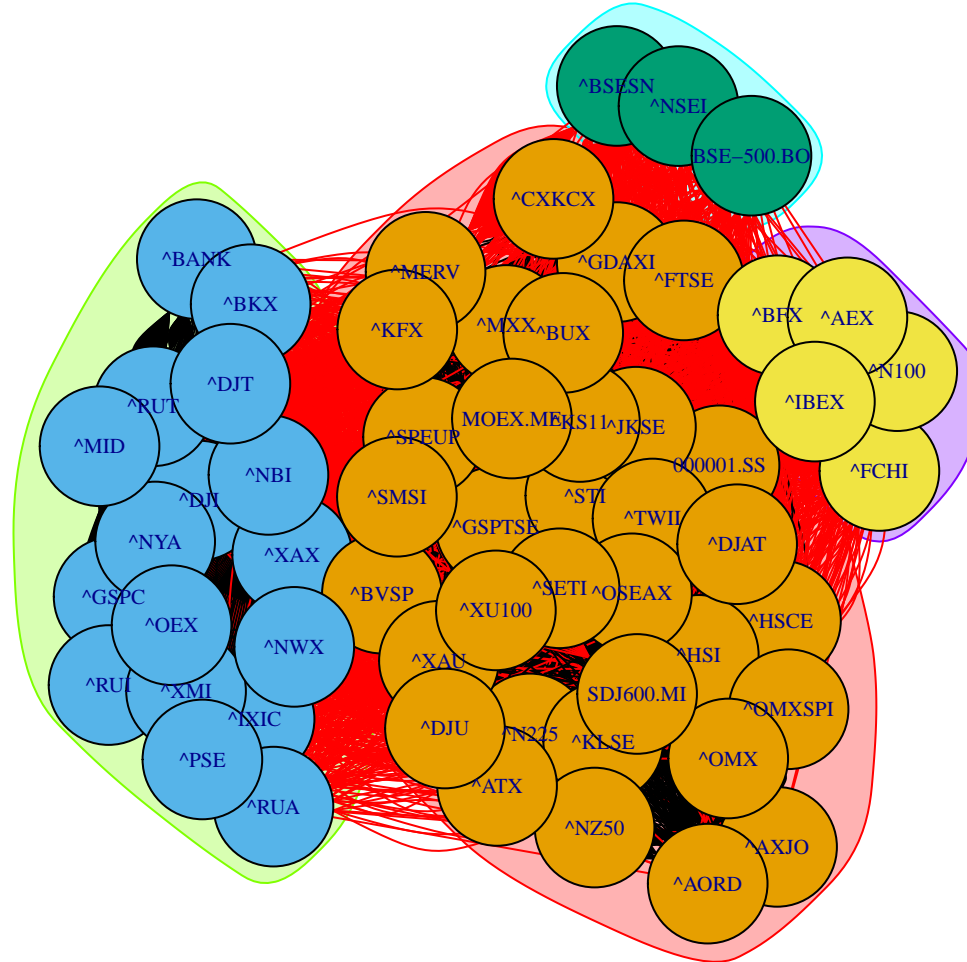 ^BSESN
^NSEI
BSE−500.BO
^CXKCX
^BANK
^GDAXI
^MERV
^FTSE
^BKX
^BFX
^AEX
^KFX
^MXX
^BUX
^N100
^DJT
^IBEX
^RUT
^MID
^SPEUP
MOEX.ME
^KS11
^JKSE
000001.SS
^FCHI
^NBI
^DJI
^SMSI
^STI
^TWII
^GSPTSE
^NYA
^XAX
^DJAT
^BVSP
^SETI
^OSEAX
^GSPC
^OEX
^XU100
^HSCE
^NWX
^XAU
^HSI
^RUI
^XMI
SDJ600.MI
^OMXSPI
^IXIC
^DJU
^N225
^KLSE
^PSE
^OMX
^ATX
^RUA
^NZ50
^AXJO
^AORD